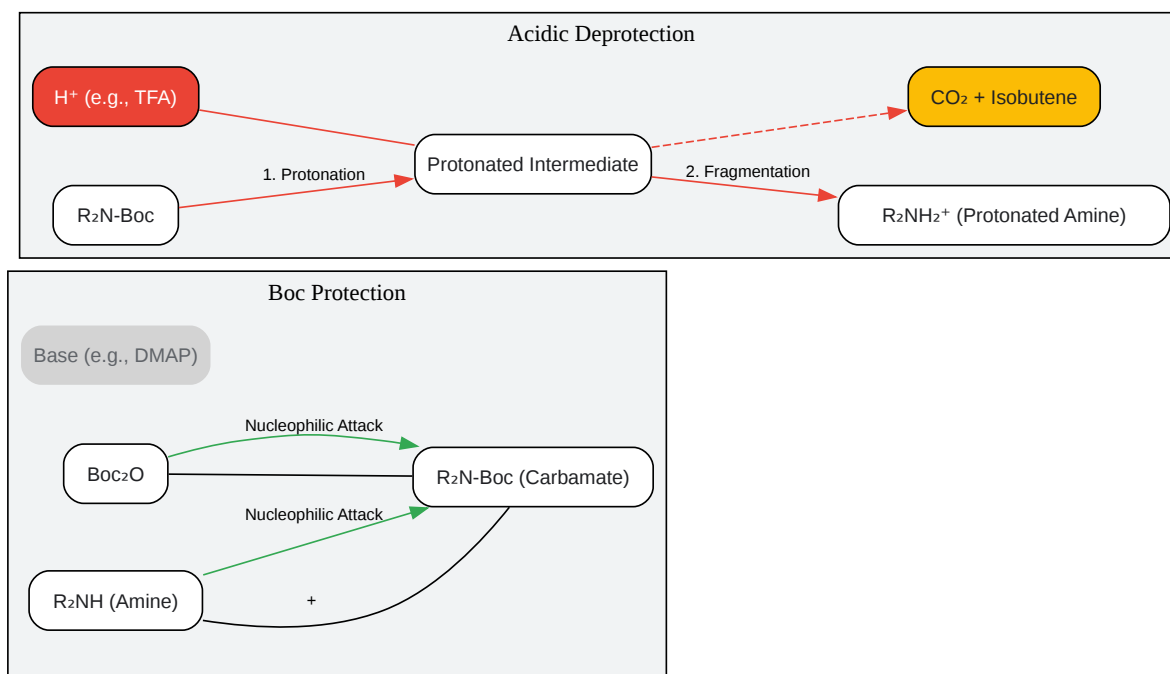 Acidic Deprotection
H⁺ (e.g., TFA)
CO₂ + Isobutene
Protonated Intermediate
1. Protonation
2. Fragmentation
R₂N-Boc
R₂NH₂⁺ (Protonated Amine)
Boc Protection
Base (e.g., DMAP)
Nucleophilic Attack
Boc₂O
R₂N-Boc (Carbamate)
Nucleophilic Attack
R₂NH (Amine)
+